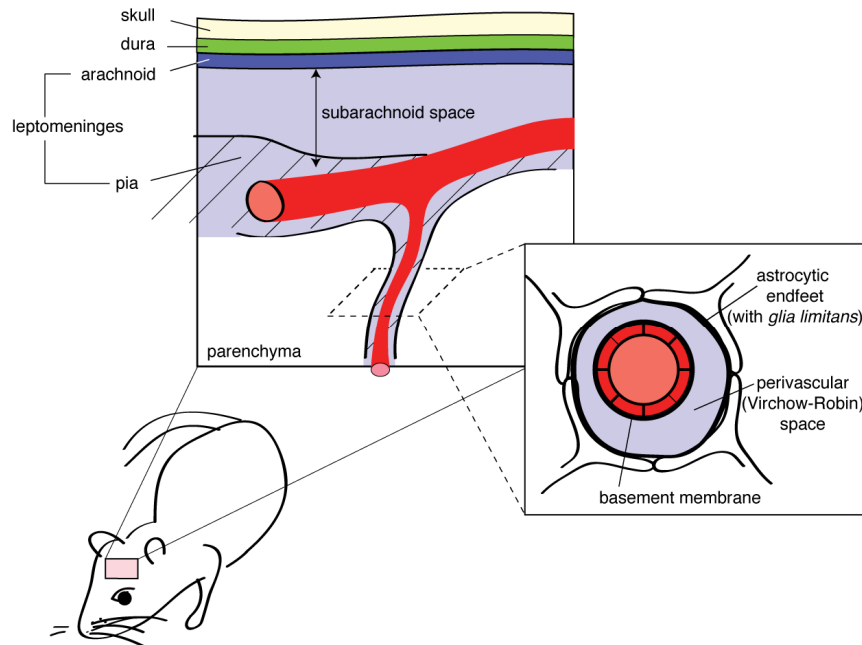 skull
dura
arachnoid
leptomeninges
subarachnoid space
pia
parenchyma
astrocytic
endfeet
(with glia limitans)
perivascular
(Virchow-Robin)
space
basement membrane